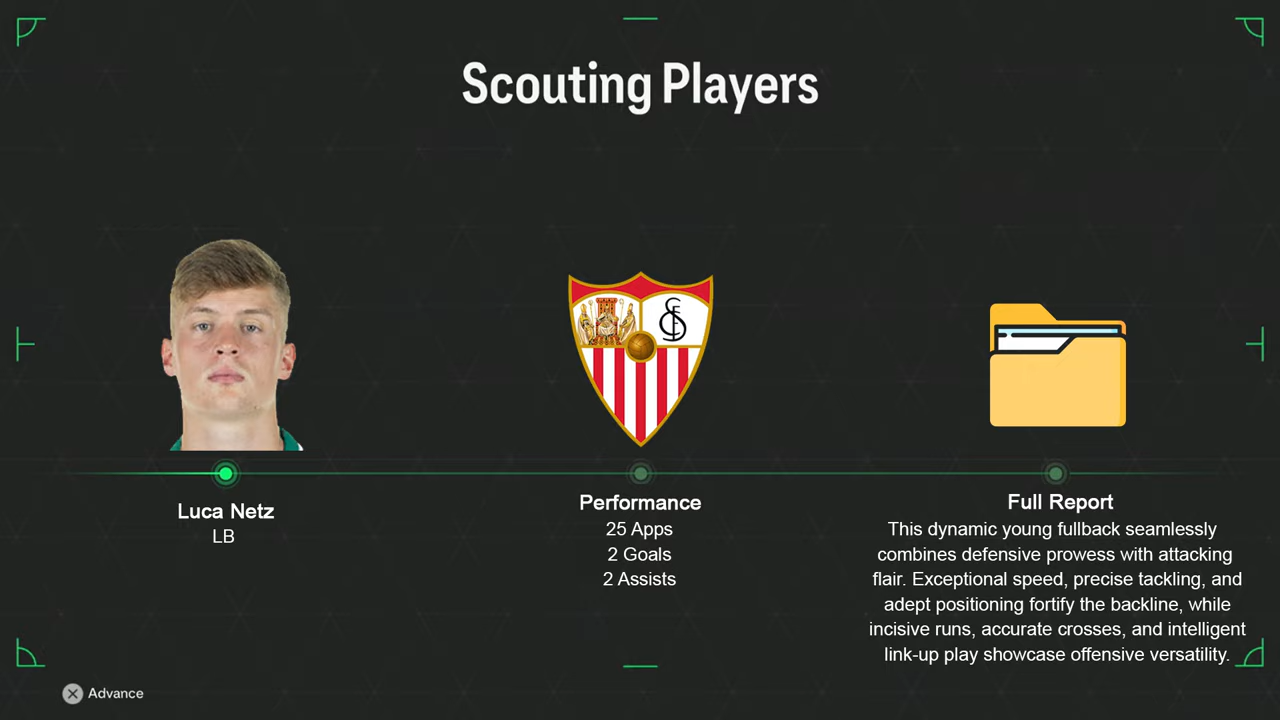 Scouting Players
Luca Netz
LB
Performance
25 Apps
2 Goals
2 Assists
Full Report
This dynamic young fullback seamlessly
combines defensive prowess with attacking
flair. Exceptional speed, precise tackling, and
adept positioning fortify the backline, while
incisive runs, accurate crosses, and intelligent
link-up play showcase offensive versatility.
Advance